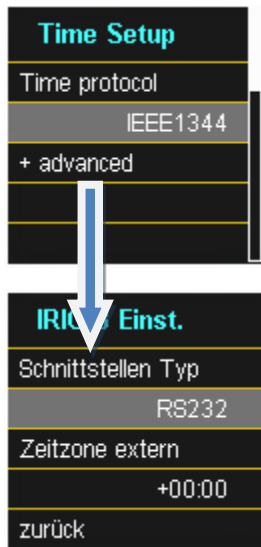 Time Setup
Time protocol
IEEE1344
+ advanced
Einst.
Schnittstellen Typ
RS232
Zeitzone extern
+00:00
zurück